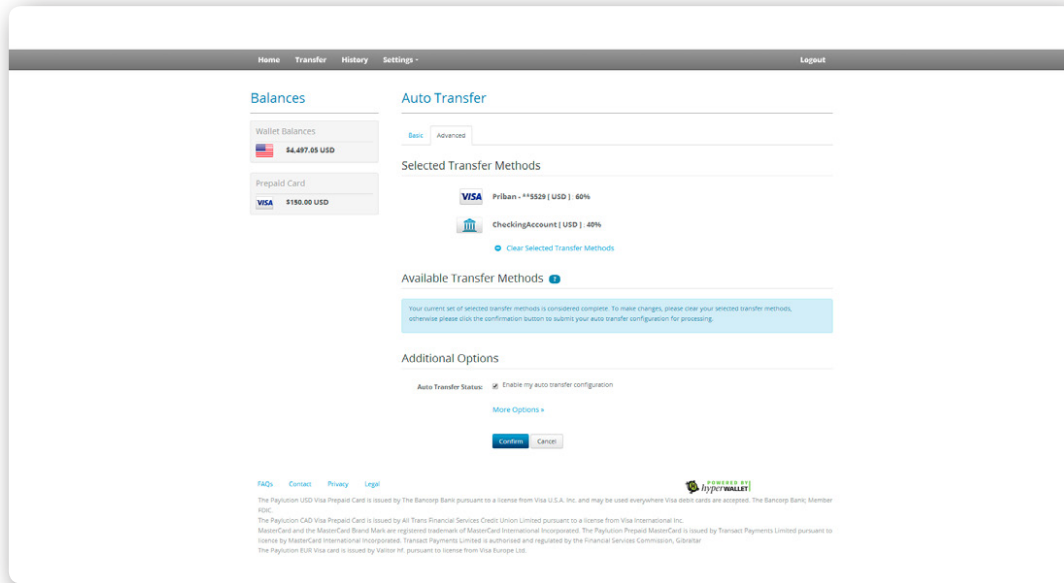 Home Transfer History Settings Logout
Balances
Wallet Balances
$4,497.05 USD
Prepaid Card
VISA $150.00 USD
Auto Transfer
Basic Advanced
Selected Transfer Methods
VISA Priban - **5529 [ USD ] : 60%
CheckingAccount [ USD ] : 40%
Clear Selected Transfer Methods
Available Transfer Methods ?
Your current set of selected transfer methods is considered complete. To make changes, please clear your selected transfer methods,
otherwise please click the confirmation button to submit your auto transfer configuration for processing.
Additional Options
Auto Transfer Status: Enable my auto transfer configuration
More Options »
Confirm Cancel
FAQs Contact Privacy Legal
POWERED BY
hyperWALLET
The Paylution USD Visa Prepaid Card is issued by The Bancorp Bank pursuant to a license from Visa U.S.A. Inc. and may be used everywhere Visa debit cards are accepted. The Bancorp Bank; Member
FDIC.
The Paylution CAD Visa Prepaid Card is issued by All Trans Financial Services Credit Union Limited pursuant to a license from Visa International Inc.
MasterCard and the MasterCard Brand Mark are registered trademark of MasterCard International Incorporated. The Paylution Prepaid MasterCard is issued by Transact Payments Limited pursuant to
license by MasterCard International Incorporated. Transact Payments Limited is authorised and regulated by the Financial Services Commission, Gibraltar
The Paylution EUR Visa card is issued by Valitor hf. pursuant to license from Visa Europe Ltd.